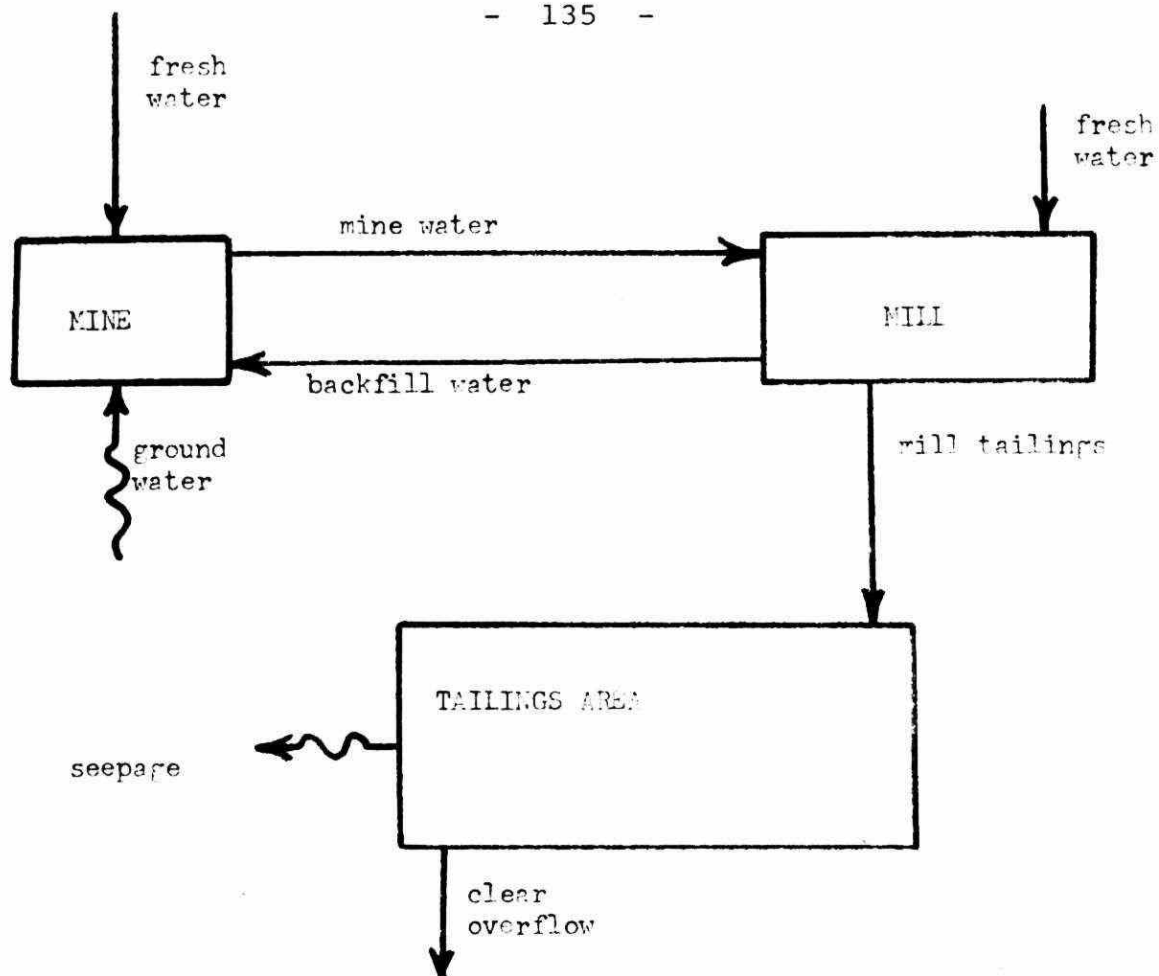 - 135 -
fresh
water
fresh
water
mine water
MINE
MILL
backfill water
ground
water
mill tailings
TAILINGS AREA
seepage
clear
overflow